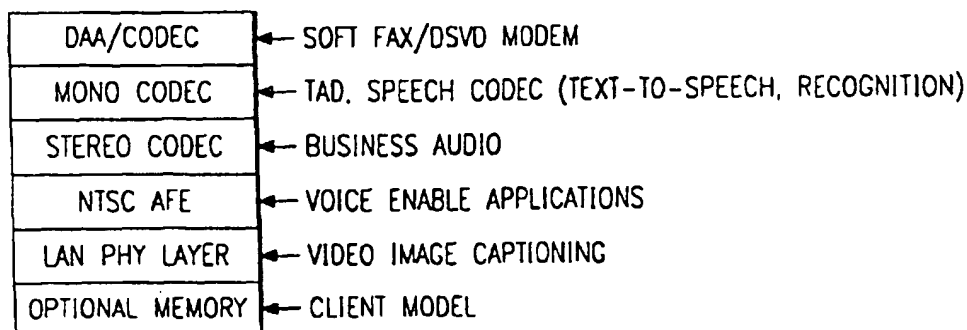 DAA/CODEC SOFT FAX/DSVD MODEM
MONO CODEC TAD, SPEECH CODEC (TEXT-TO-SPEECH, RECOGNITION)
STEREO CODEC BUSINESS AUDIO
NTSC AFE VOICE ENABLE APPLICATIONS
LAN PHY LAYER VIDEO IMAGE CAPTIONING
OPTIONAL MEMORY CLIENT MODEL